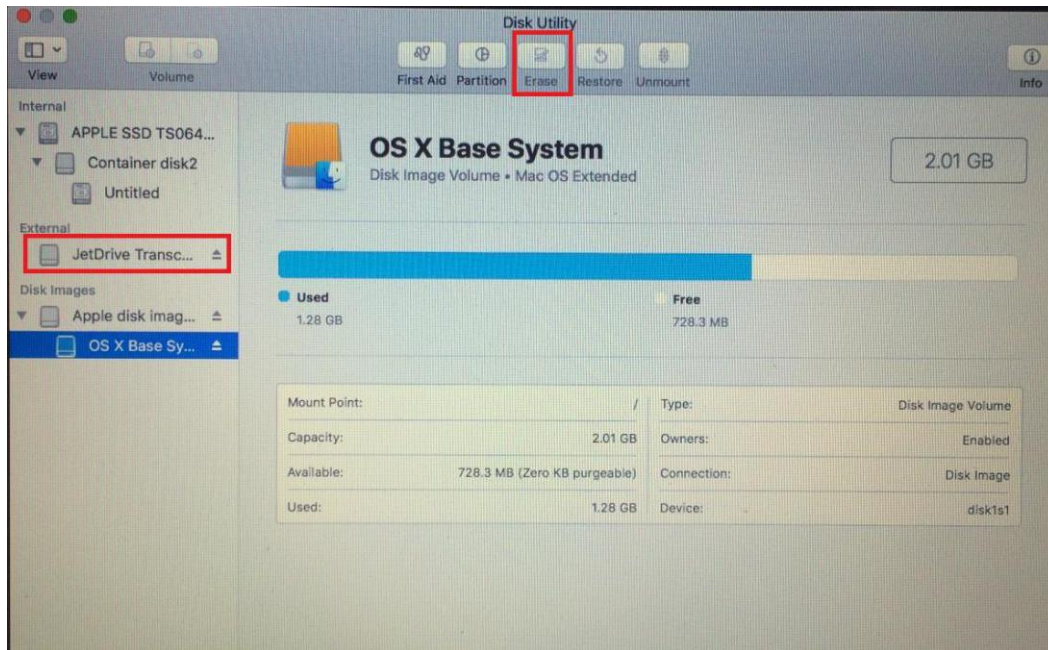 Disk Utility
View
Volume
First Aid
Partition
Erase
Restore
Unmount
Info
Internal
APPLE SSD TS064...
Container disk2
Untitled
External
JetDrive Transc...
Disk Images
Apple disk imag...
OS X Base Sy...
OS X Base System
Disk Image Volume • Mac OS Extended
2.01 GB
Used
1.28 GB
Free
728.3 MB
Mount Point: /
Type: Disk Image Volume
Capacity: 2.01 GB
Owners: Enabled
Available: 728.3 MB (Zero KB purgeable)
Connection: Disk Image
Used: 1.28 GB
Device: disk1s1